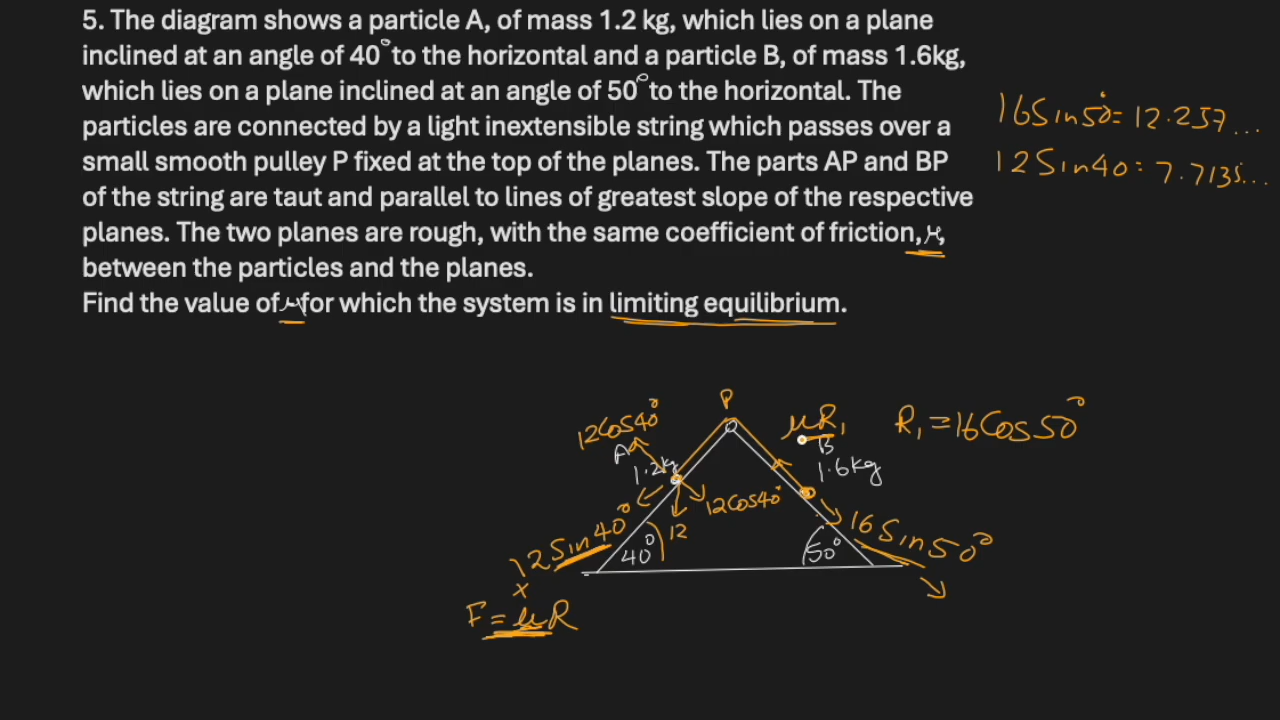 5. The diagram shows a particle A, of mass 1.2 kg, which lies on a plane
inclined at an angle of 40° to the horizontal and a particle B, of mass 1.6kg,
which lies on a plane inclined at an angle of 50° to the horizontal. The
particles are connected by a light inextensible string which passes over a
small smooth pulley P fixed at the top of the planes. The parts AP and BP
of the string are taut and parallel to lines of greatest slope of the respective
planes. The two planes are rough, with the same coefficient of friction, μ,
between the particles and the planes.
Find the value of μ for which the system is in limiting equilibrium.
16Sin50° = 12.257...
12Sin40 = 7.7135...
P
12Cos40°
μR₁
R₁ = 16Cos50°
A
B
1.2kg
1.6kg
12Cos40°
12Sin40°
12
16Sin50°
40°
50°
F = μR